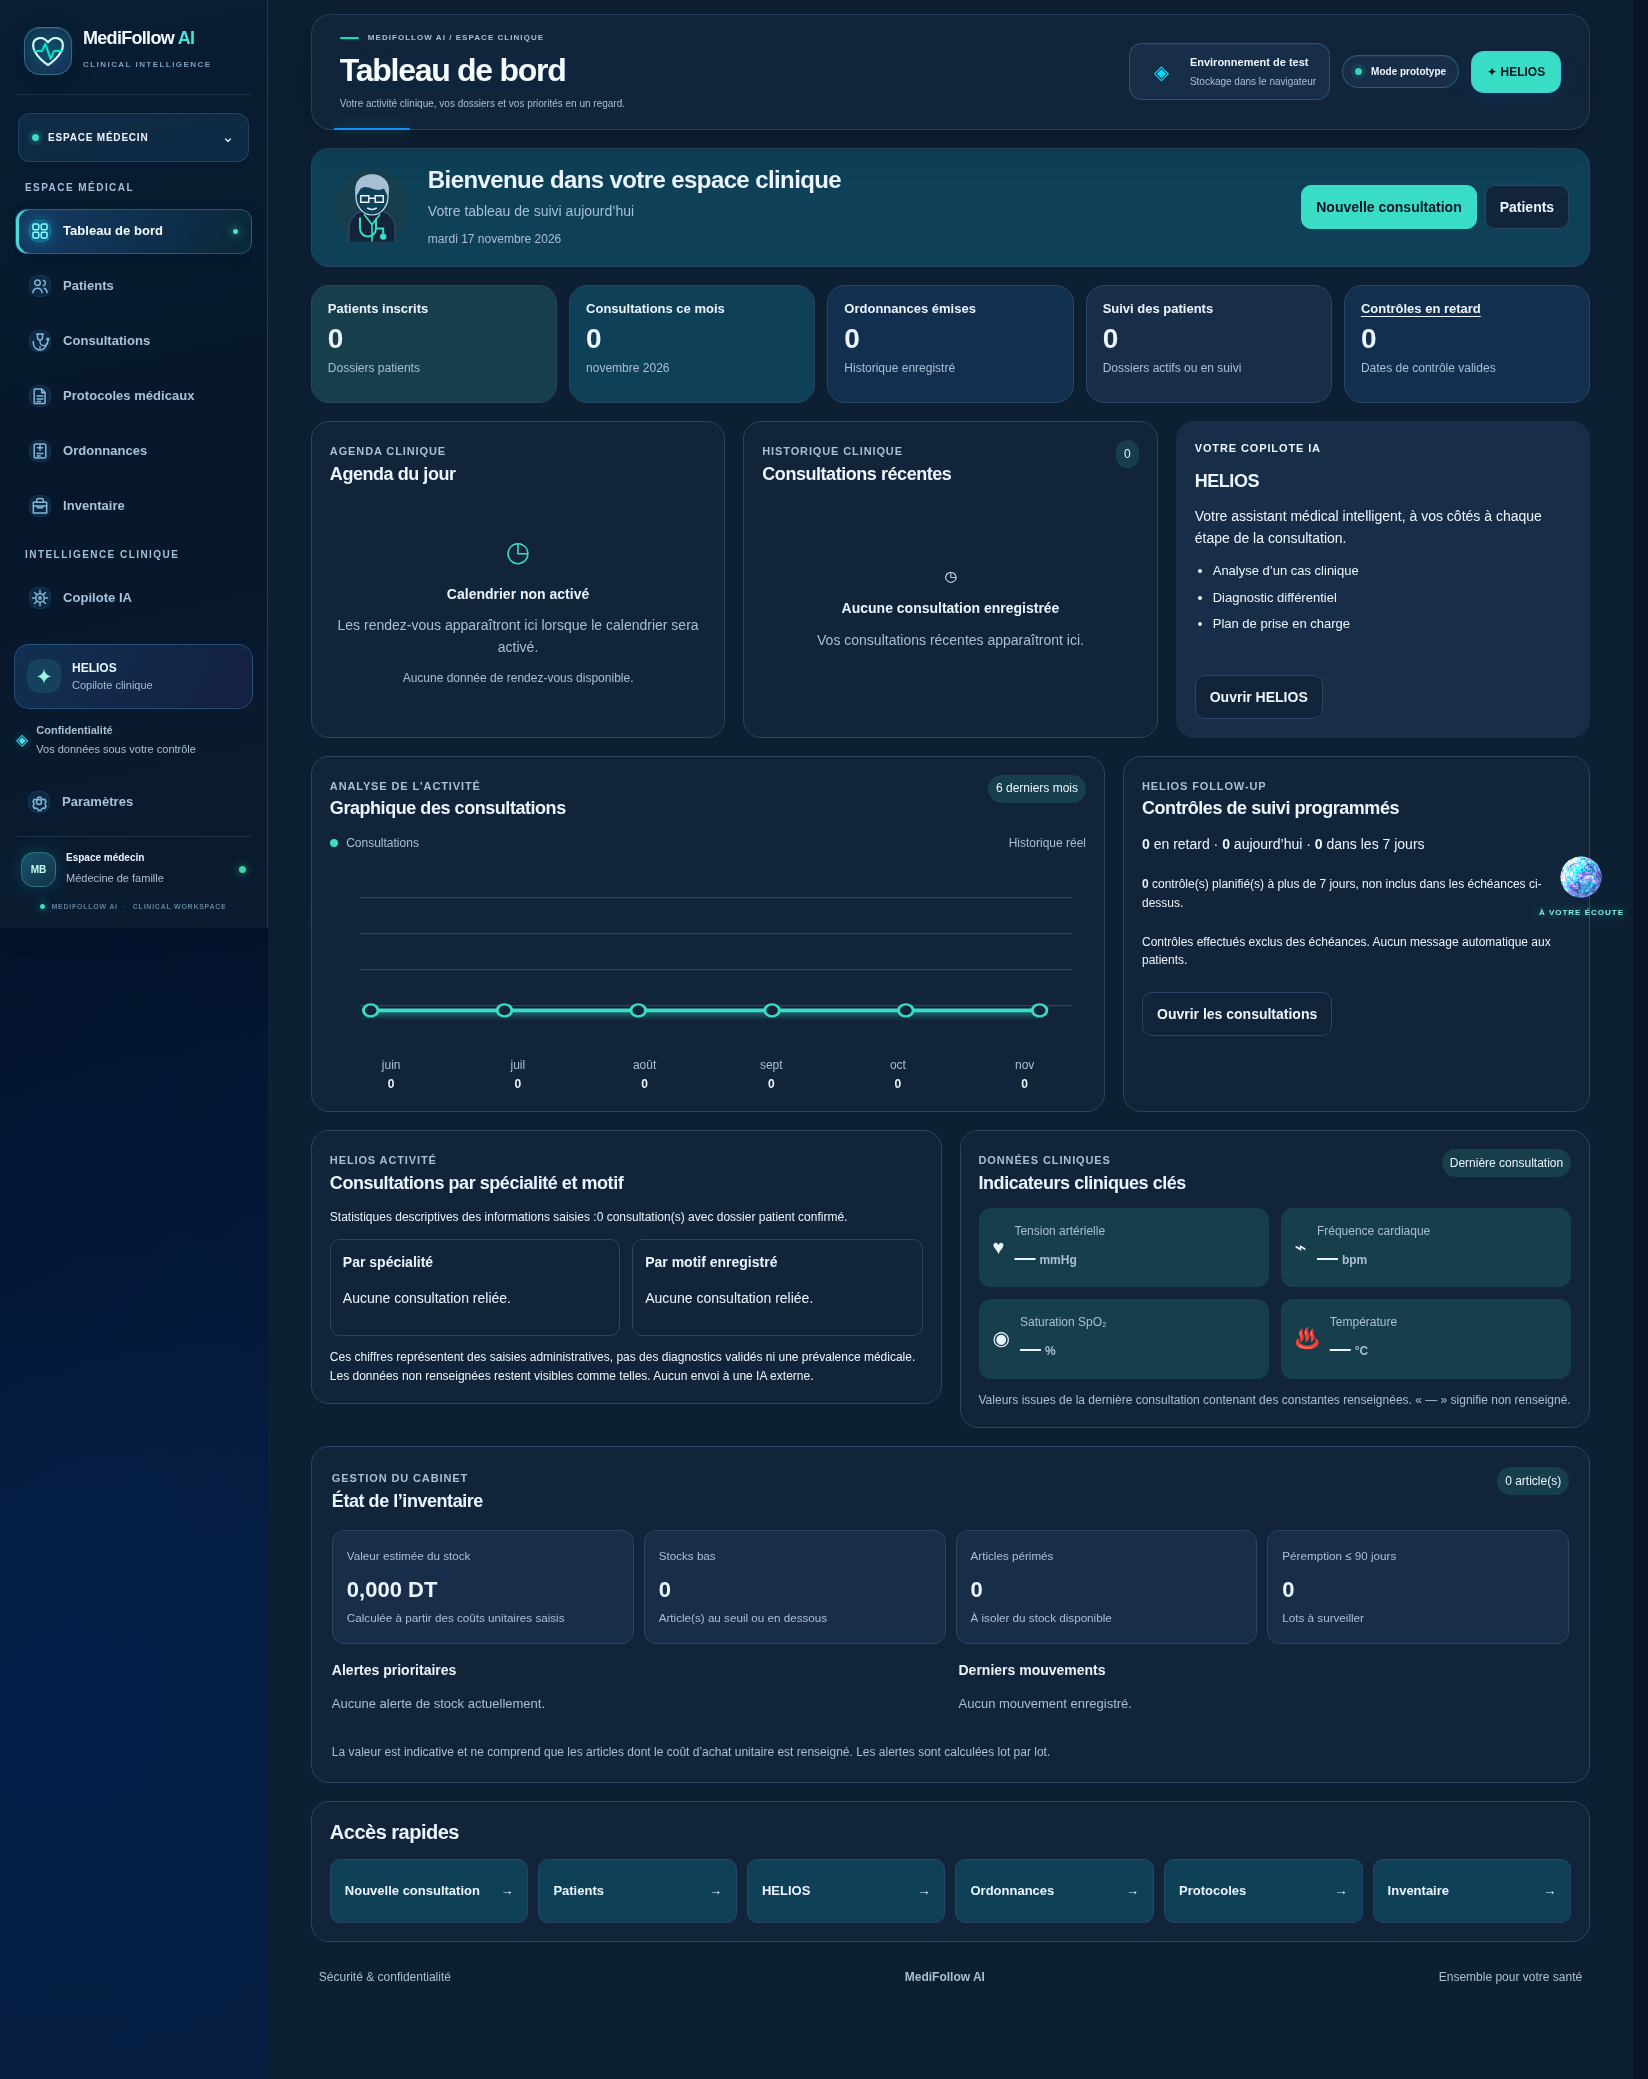 MediFollow AI
CLINICAL INTELLIGENCE
ESPACE MÉDECIN
ESPACE MÉDICAL
Tableau de bord
Patients
Consultations
Protocoles médicaux
Ordonnances
Inventaire
INTELLIGENCE CLINIQUE
Copilote IA
HELIOS
Copilote clinique
Confidentialité
Vos données sous votre contrôle
Paramètres
MB
Espace médecin
Médecine de famille
MEDIFOLLOW AI · CLINICAL WORKSPACE
MEDIFOLLOW AI / ESPACE CLINIQUE
Tableau de bord
Votre activité clinique, vos dossiers et vos priorités en un regard.
Environnement de test
Stockage dans le navigateur
Mode prototype
✦ HELIOS
Bienvenue dans votre espace clinique
Votre tableau de suivi aujourd’hui
mardi 17 novembre 2026
Nouvelle consultation
Patients
Patients inscrits
0
Dossiers patients
Consultations ce mois
0
novembre 2026
Ordonnances émises
0
Historique enregistré
Suivi des patients
0
Dossiers actifs ou en suivi
Contrôles en retard
0
Dates de contrôle valides
AGENDA CLINIQUE
Agenda du jour
Calendrier non activé
Les rendez-vous apparaîtront ici lorsque le calendrier sera
activé.
Aucune donnée de rendez-vous disponible.
HISTORIQUE CLINIQUE
Consultations récentes
0
Aucune consultation enregistrée
Vos consultations récentes apparaîtront ici.
VOTRE COPILOTE IA
HELIOS
Votre assistant médical intelligent, à vos côtés à chaque
étape de la consultation.
• Analyse d’un cas clinique
• Diagnostic différentiel
• Plan de prise en charge
Ouvrir HELIOS
ANALYSE DE L'ACTIVITÉ
Graphique des consultations
6 derniers mois
Consultations
Historique réel
juin juil août sept oct nov
0 0 0 0 0 0
HELIOS FOLLOW-UP
Contrôles de suivi programmés
0 en retard · 0 aujourd’hui · 0 dans les 7 jours
0 contrôle(s) planifié(s) à plus de 7 jours, non inclus dans les échéances ci-
dessus.
Contrôles effectués exclus des échéances. Aucun message automatique aux
patients.
Ouvrir les consultations
À VOTRE ÉCOUTE
HELIOS ACTIVITÉ
Consultations par spécialité et motif
Statistiques descriptives des informations saisies :0 consultation(s) avec dossier patient confirmé.
Par spécialité
Aucune consultation reliée.
Par motif enregistré
Aucune consultation reliée.
Ces chiffres représentent des saisies administratives, pas des diagnostics validés ni une prévalence médicale.
Les données non renseignées restent visibles comme telles. Aucun envoi à une IA externe.
DONNÉES CLINIQUES
Indicateurs cliniques clés
Dernière consultation
Tension artérielle
— mmHg
Fréquence cardiaque
— bpm
Saturation SpO₂
— %
Température
— °C
Valeurs issues de la dernière consultation contenant des constantes renseignées. « — » signifie non renseigné.
GESTION DU CABINET
État de l’inventaire
0 article(s)
Valeur estimée du stock
0,000 DT
Calculée à partir des coûts unitaires saisis
Stocks bas
0
Article(s) au seuil ou en dessous
Articles périmés
0
À isoler du stock disponible
Péremption ≤ 90 jours
0
Lots à surveiller
Alertes prioritaires
Aucune alerte de stock actuellement.
Derniers mouvements
Aucun mouvement enregistré.
La valeur est indicative et ne comprend que les articles dont le coût d’achat unitaire est renseigné. Les alertes sont calculées lot par lot.
Accès rapides
Nouvelle consultation →
Patients →
HELIOS →
Ordonnances →
Protocoles →
Inventaire →
Sécurité & confidentialité
MediFollow AI
Ensemble pour votre santé